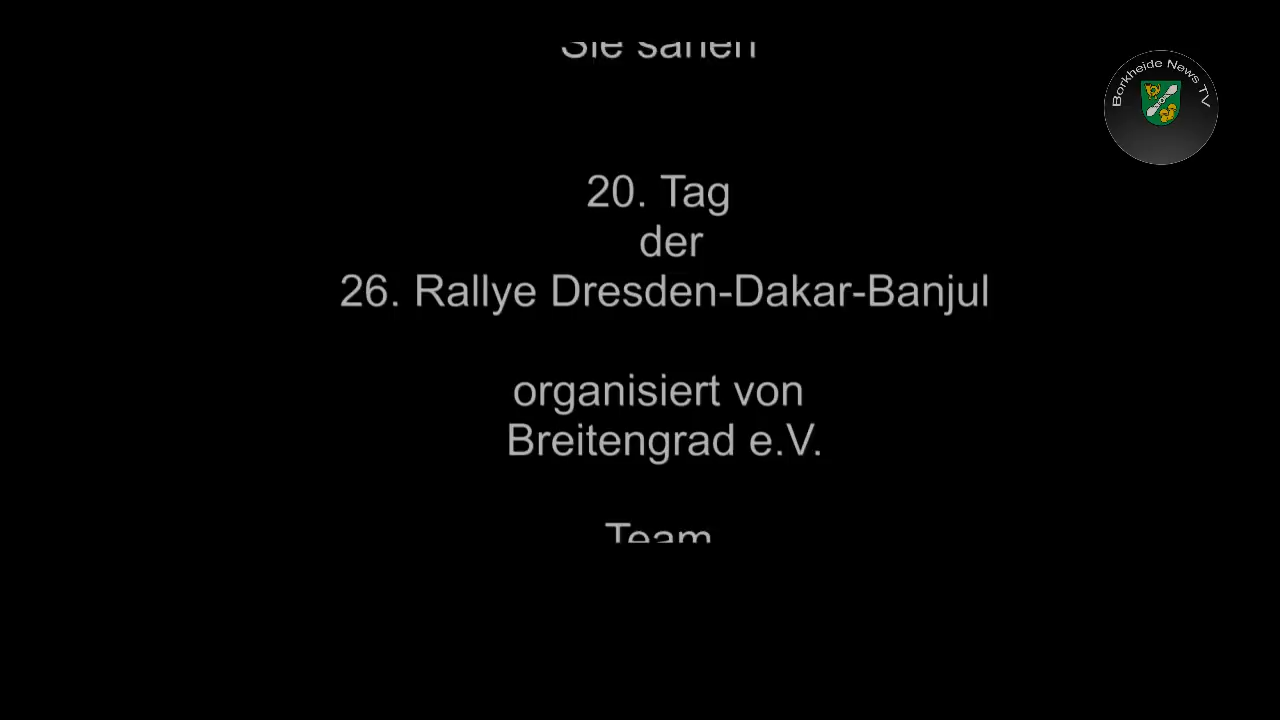 Sie sahen
Borkheide News TV
20. Tag
der
26. Rallye Dresden-Dakar-Banjul
organisiert von
Breitengrad e.V.
Team